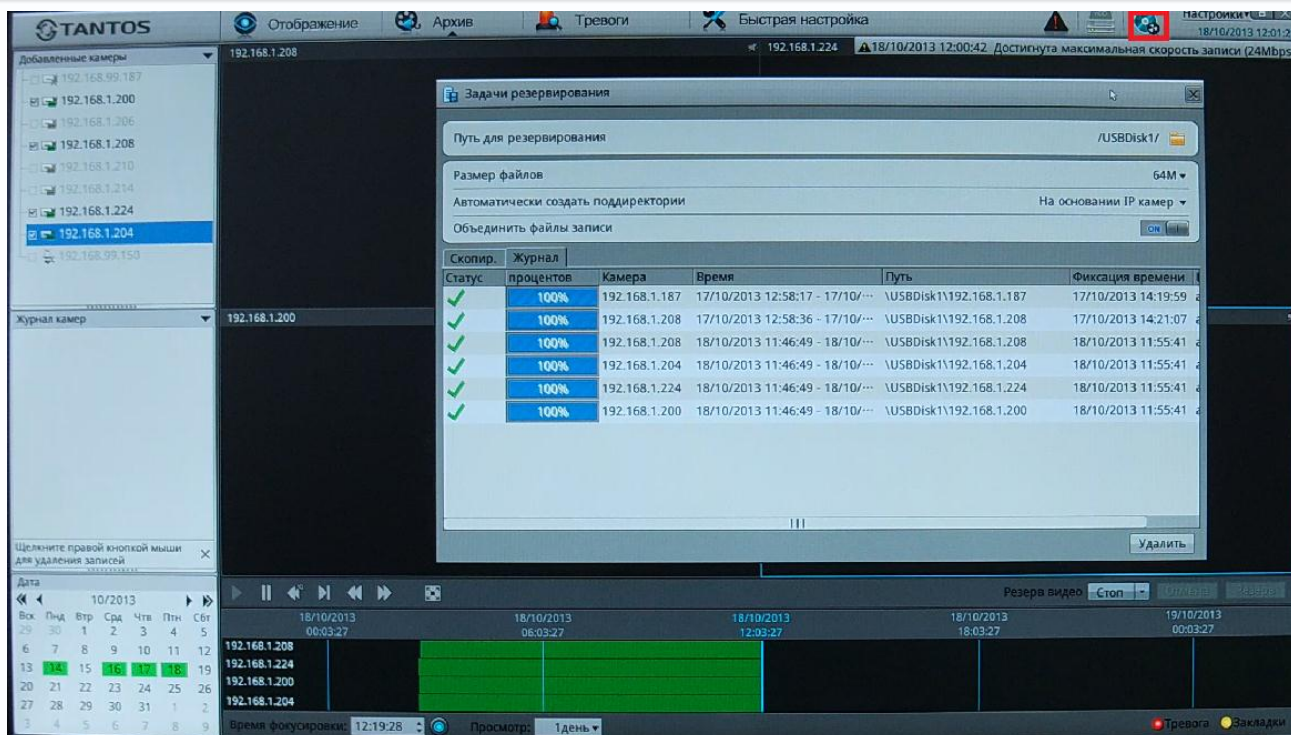 TANTOS
Отображение
Архив
Тревоги
Быстрая настройка
Настройки
18/10/2013 12:01:2
Добавленные камеры
192.168.99.187
192.168.1.200
192.168.1.206
192.168.1.208
192.168.1.210
192.168.1.214
192.168.1.224
192.168.1.204
192.168.99.150
Журнал камер
Щелкните правой кнопкой мыши
для удаления записей
Дата
10/2013
Вск Пнд Втр Срд Чтв Птн Сбт
29 30 1 2 3 4 5
6 7 8 9 10 11 12
13 14 15 16 17 18 19
20 21 22 23 24 25 26
27 28 29 30 31 1 2
3 4 5 6 7 8 9
192.168.1.208
192.168.1.224
18/10/2013 12:00:42 Достигнута максимальная скорость записи (24Mbps
192.168.1.200
Задачи резервирования
Путь для резервирования /USBDisk1/
Размер файлов 64M
Автоматически создать поддиректории На основании IP камер
Объединить файлы записи ON
Скопир. Журнал
Статус процентов Камера Время Путь Фиксация времени
100% 192.168.1.187 17/10/2013 12:58:17 - 17/10/··· \USBDisk1\192.168.1.187 17/10/2013 14:19:59
100% 192.168.1.208 17/10/2013 12:58:36 - 17/10/··· \USBDisk1\192.168.1.208 17/10/2013 14:21:07
100% 192.168.1.208 18/10/2013 11:46:49 - 18/10/··· \USBDisk1\192.168.1.208 18/10/2013 11:55:41
100% 192.168.1.204 18/10/2013 11:46:49 - 18/10/··· \USBDisk1\192.168.1.204 18/10/2013 11:55:41
100% 192.168.1.224 18/10/2013 11:46:49 - 18/10/··· \USBDisk1\192.168.1.224 18/10/2013 11:55:41
100% 192.168.1.200 18/10/2013 11:46:49 - 18/10/··· \USBDisk1\192.168.1.200 18/10/2013 11:55:41
Удалить
Резерв видео Стоп
18/10/2013 18/10/2013 18/10/2013 18/10/2013 19/10/2013
00:03:27 06:03:27 12:03:27 18:03:27 00:03:27
192.168.1.208
192.168.1.224
192.168.1.200
192.168.1.204
Время фокусировки: 12:19:28 Просмотр: 1день
Тревога Закладки